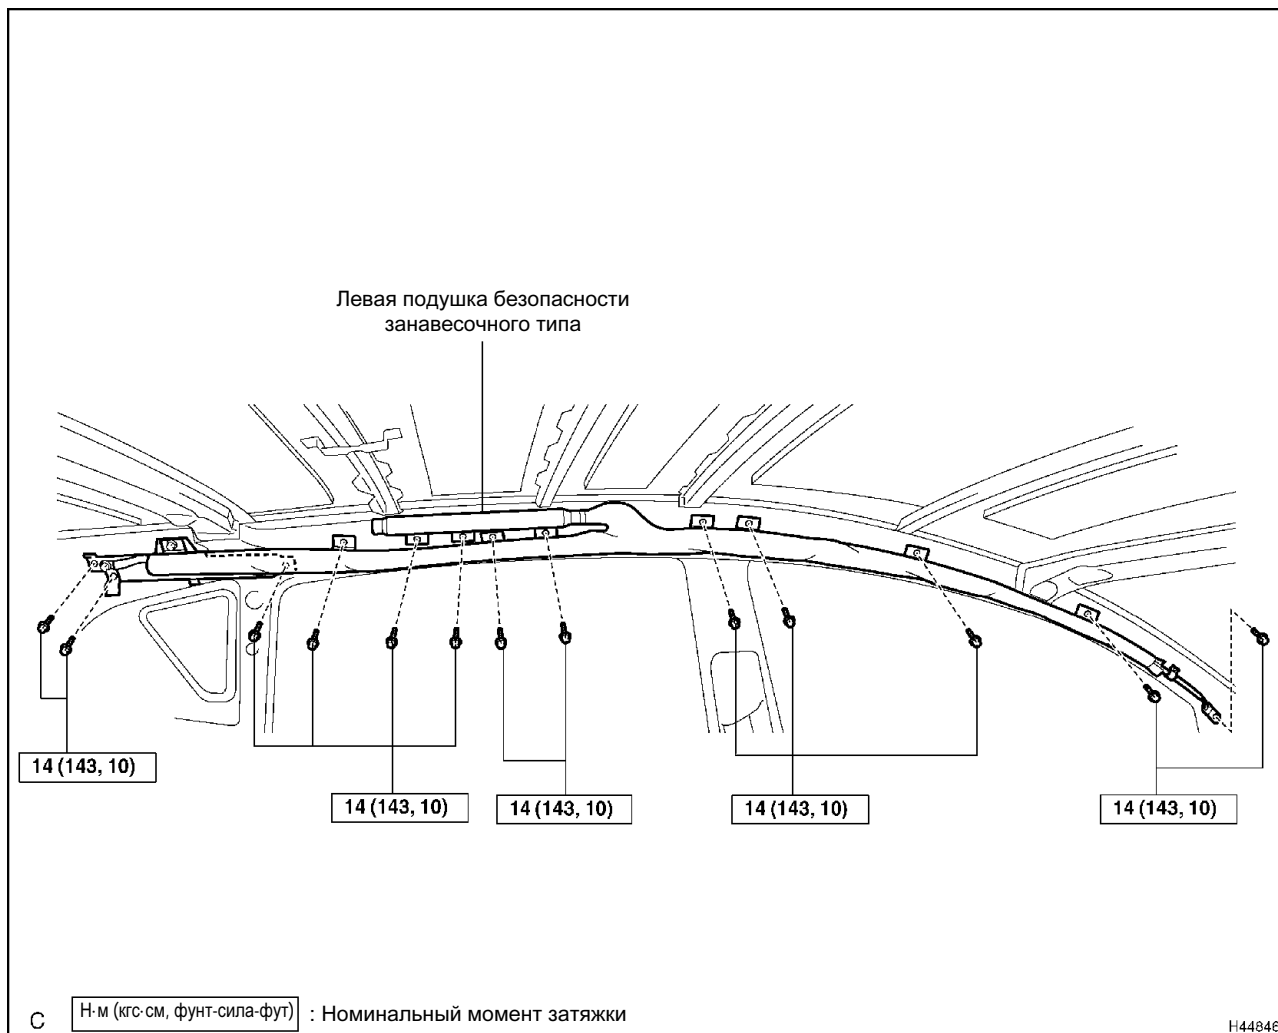 Левая подушка безопасности
занавесочного типа
14 (143, 10)
14 (143, 10)
14 (143, 10)
14 (143, 10)
14 (143, 10)
C
Н·м (кгс·см, фунт-сила-фут) : Номинальный момент затяжки
H44846